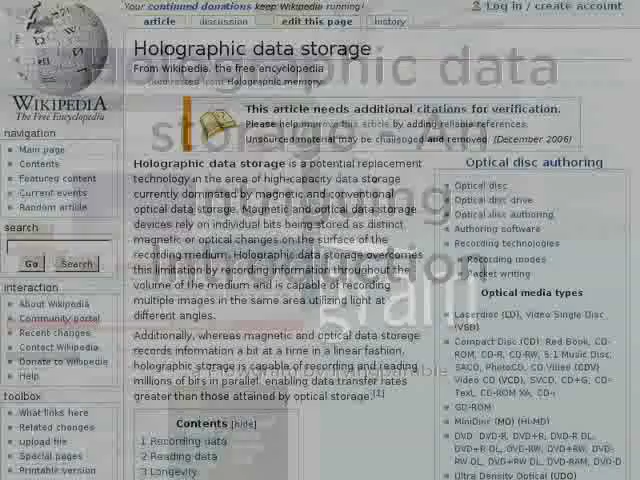 Your continued donations keep Wikipedia running!
Log in / create account
article discussion edit this page history
Holographic data storage
From Wikipedia, the free encyclopedia
(Redirected from Holographic memory)
This article needs additional citations for verification.
Please help improve this article by adding reliable references.
Unsourced material may be challenged and removed. (December 2006)
Holographic data storage is a potential replacement
technology in the area of high-capacity data storage
currently dominated by magnetic and conventional
optical data storage. Magnetic and optical data storage
devices rely on individual bits being stored as distinct
magnetic or optical changes on the surface of the
recording medium. Holographic data storage overcomes
this limitation by recording information throughout the
volume of the medium and is capable of recording
multiple images in the same area utilizing light at
different angles.
Additionally, whereas magnetic and optical data storage
records information a bit at a time in a linear fashion,
holographic storage is capable of recording and reading
millions of bits in parallel, enabling data transfer rates
greater than those attained by optical storage.[1]
Contents [hide]
1 Recording data
2 Reading data
3 Longevity
Optical disc authoring
Optical disc
Optical disc drive
Optical disc authoring
Authoring software
Recording technologies
Recording modes
Packet writing
Optical media types
Laserdisc (LD), Video Single Disc
(VSD)
Compact Disc (CD): Red Book, CD-
ROM, CD-R, CD-RW, 5.1 Music Disc,
SACD, PhotoCD, CD Video (CDV)
Video CD (VCD), SVCD, CD+G, CD-
Text, CD-ROM XA, CD-i
GD-ROM
MiniDisc (MD) (Hi-MD)
DVD: DVD-R, DVD+R, DVD-R DL,
DVD+R DL, DVD-RW, DVD+RW, DVD-
RW DL, DVD+RW DL, DVD-RAM, DVD-D
Ultra Density Optical (UDO)
WIKIPEDIA
The Free Encyclopedia
navigation
Main page
Contents
Featured content
Current events
Random article
search
Go Search
interaction
About Wikipedia
Community portal
Recent changes
Contact Wikipedia
Donate to Wikipedia
Help
toolbox
What links here
Related changes
Upload file
Special pages
Printable version
Holographic data
storage - An
Intriguing
Introduction